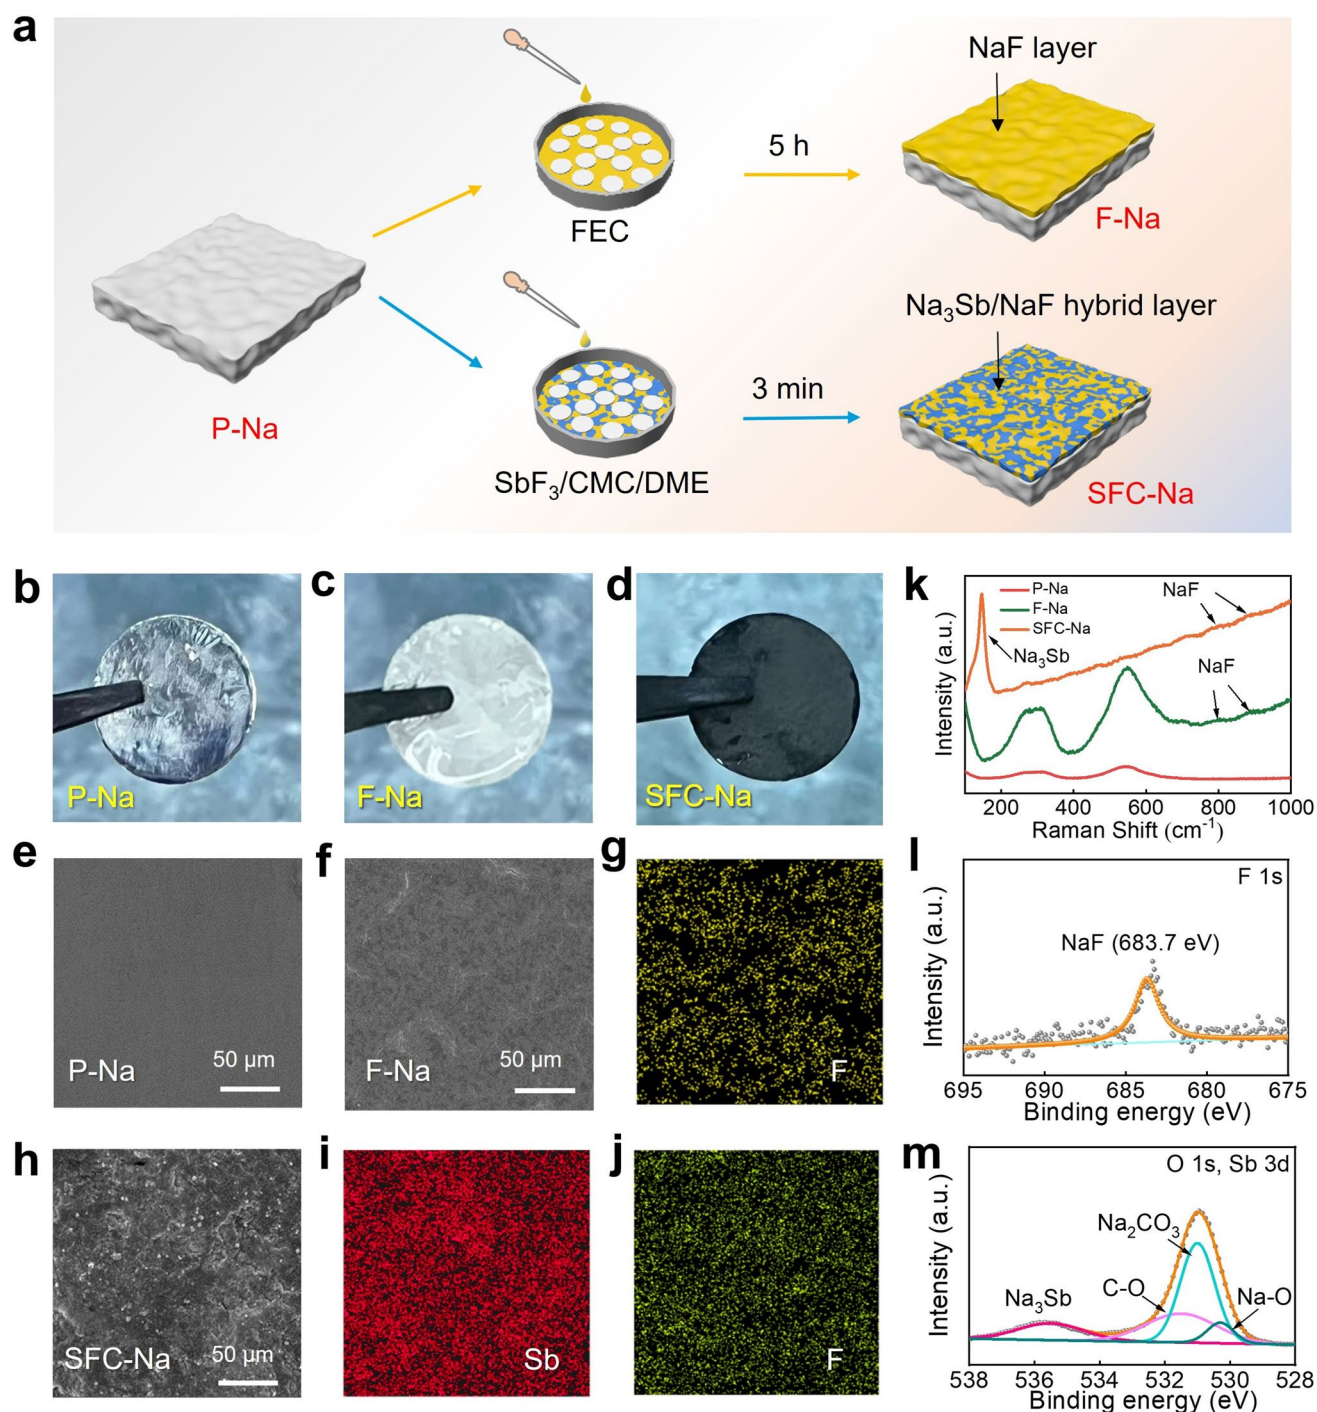 a
NaF layer
5 h
FEC
F-Na
P-Na
Na₃Sb/NaF hybrid layer
3 min
SbF₃/CMC/DME
SFC-Na
b
P-Na
c
F-Na
d
SFC-Na
k
P-Na
F-Na
SFC-Na
NaF
Na₃Sb
NaF
Intensity (a.u.)
200 400 600 800 1000
Raman Shift (cm⁻¹)
e
P-Na
50 μm
f
F-Na
50 μm
g
F
l
F 1s
NaF (683.7 eV)
Intensity (a.u.)
695 690 685 680 675
Binding energy (eV)
h
SFC-Na
50 μm
i
Sb
j
F
m
O 1s, Sb 3d
Na₂CO₃
C-O
Na-O
Na₃Sb
Intensity (a.u.)
538 536 534 532 530 528
Binding energy (eV)